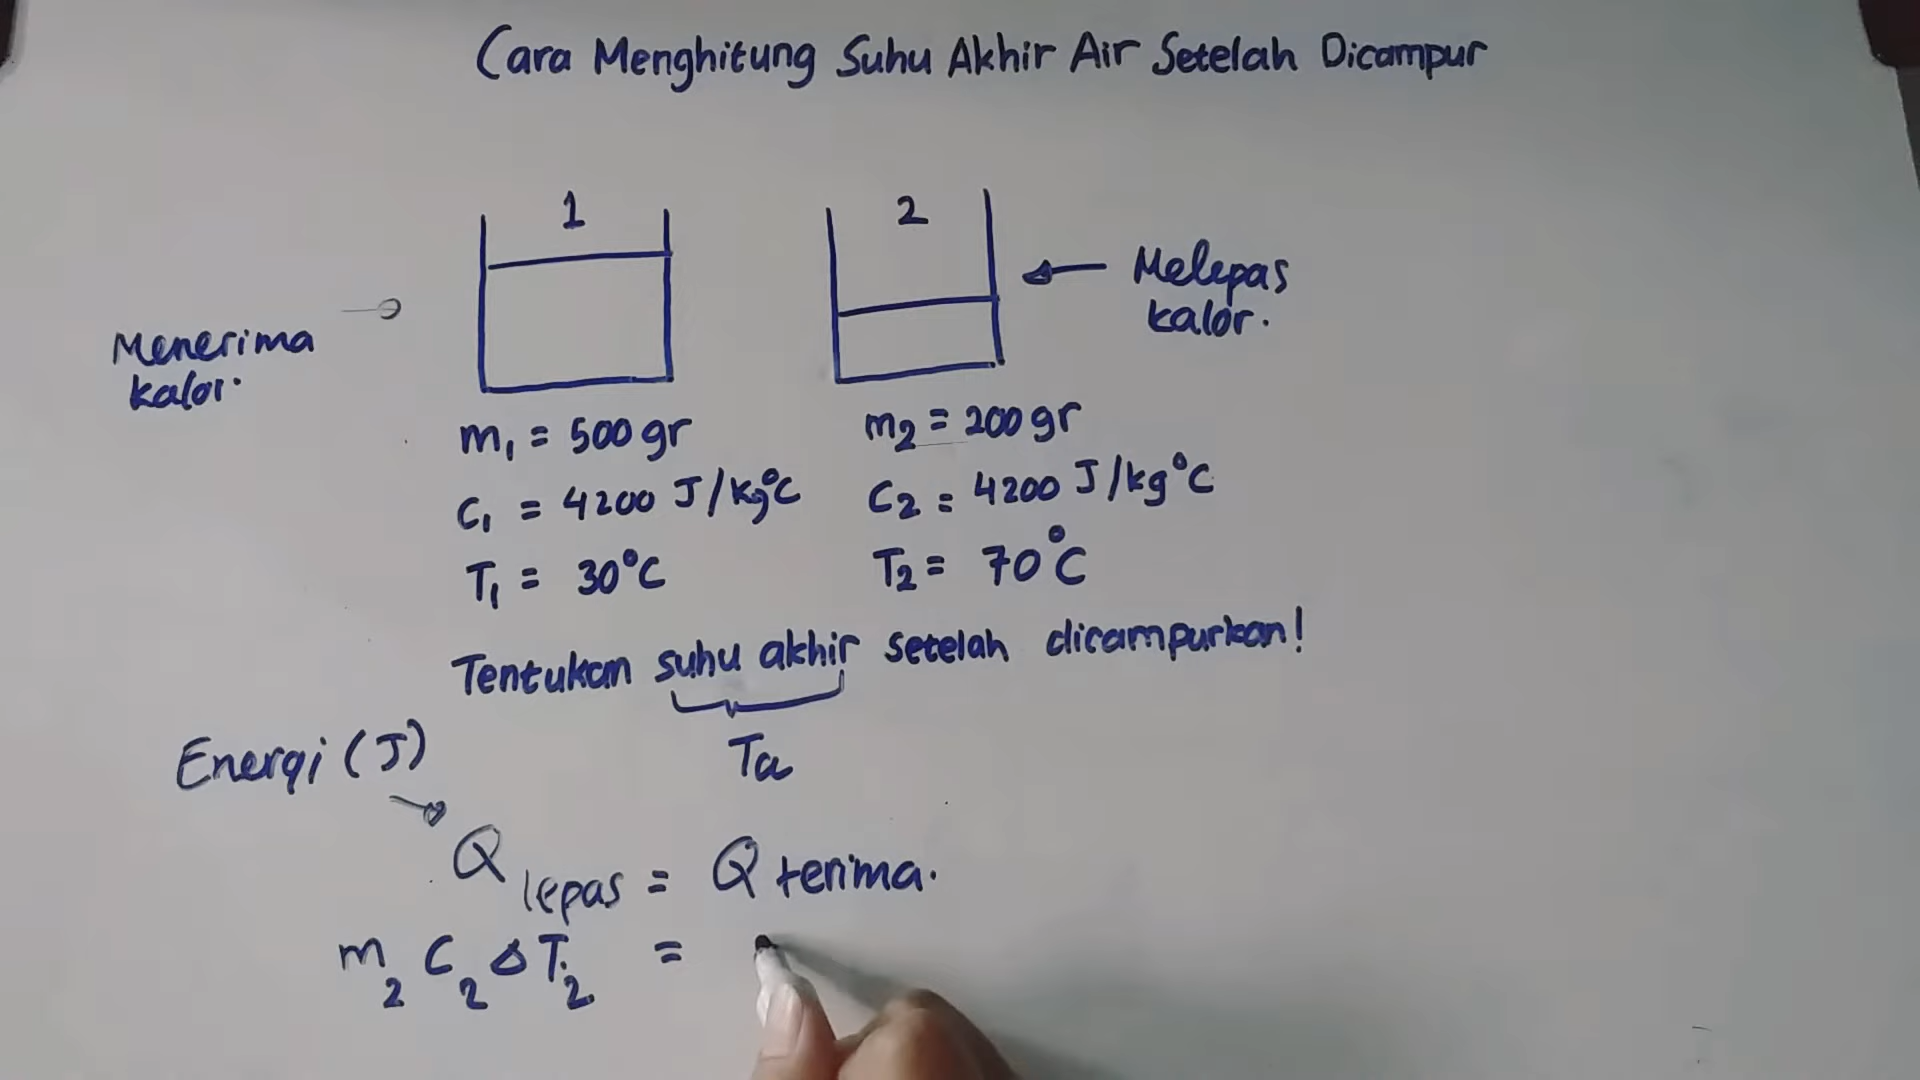 Cara Menghitung Suhu Akhir Air Setelah Dicampur
1
2
Melepas
kalor.
Menerima
kalor.
m₁ = 500 gr
C₁ = 4200 J/kg°C
T₁ = 30°C
m₂ = 200 gr
C₂ = 4200 J/kg°C
T₂ = 70°C
Tentukan suhu akhir setelah dicampurkan!
Ta
Energi (J)
Q lepas = Q terima.
m₂ C₂ ΔT₂ =